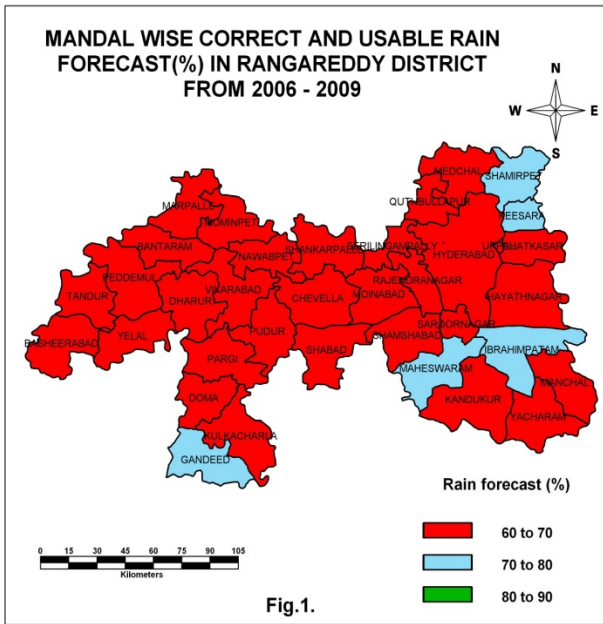 MANDAL WISE CORRECT AND USABLE RAIN
FORECAST(%) IN RANGAREDDY DISTRICT
FROM 2006 - 2009
N
W E
S
MEDCHAL
SHAMIRPET
QUTHBULLAPUR
KEESARA
MARPALLE
MOMINPET
BANTARAM
NAWABPET
SHANKARPALLE
SERILINGAMPALLY
HYDERABAD
UPPAL
GHATKASAR
PEDDEMUL
TANDUR
DHARUR
VIKARABAD
CHEVELLA
MOINABAD
RAJENDRANAGAR
HAYATHNAGAR
BASHEERABAD
YELAL
PUDUR
SHABAD
SHAMSHABAD
SAROORNAGAR
IBRAHIMPATAM
PARGI
MAHESWARAM
MANCHAL
DOMA
KANDUKUR
YACHARAM
KULKACHARLA
GANDEED
Rain forecast (%)
60 to 70
70 to 80
80 to 90
0 15 30 45 60 75 90 105
Kilometers
Fig.1.